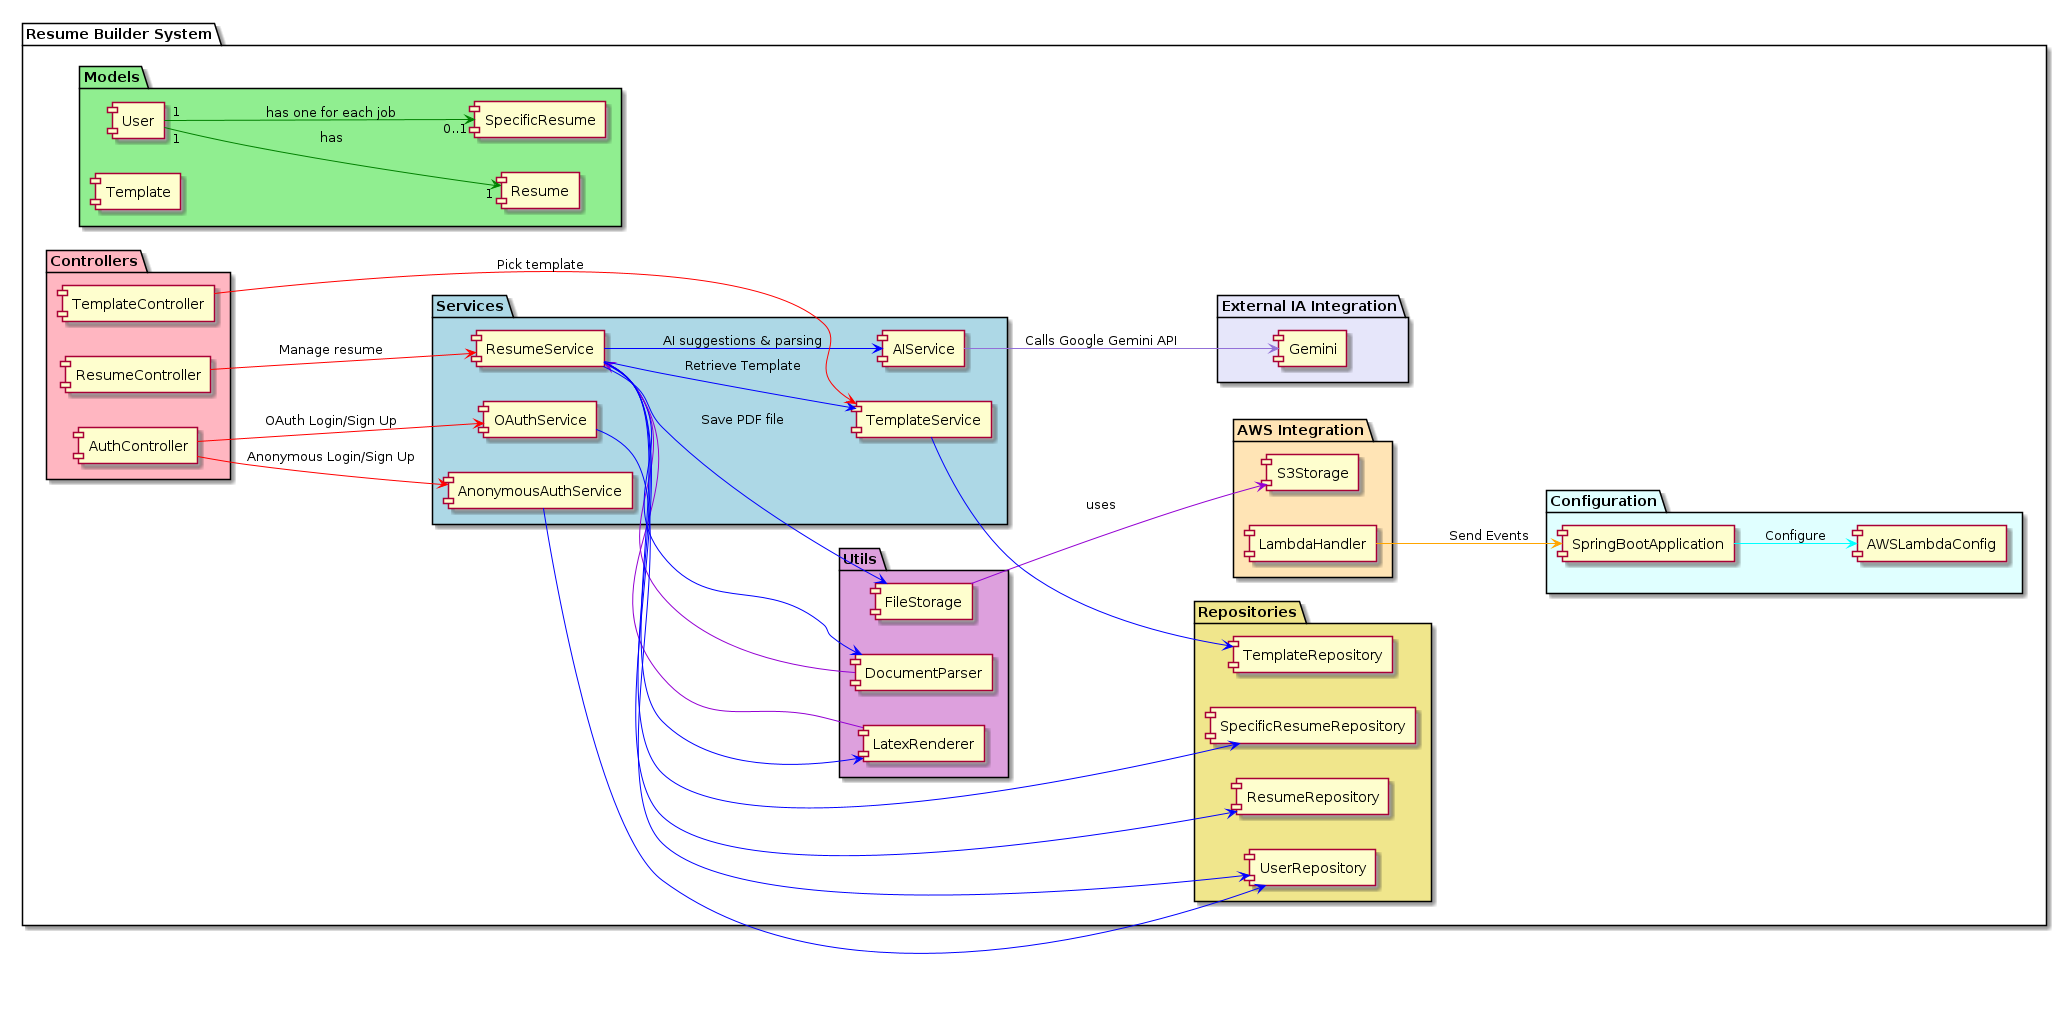 Resume Builder System
Models
User
1
1
has one for each job
has
0..1
1
SpecificResume
Template
Resume
Controllers
TemplateController
ResumeController
AuthController
Pick template
Manage resume
OAuth Login/Sign Up
Anonymous Login/Sign Up
Services
ResumeService
AI suggestions & parsing
AIService
Retrieve Template
OAuthService
Save PDF file
TemplateService
AnonymousAuthService
Calls Google Gemini API
External IA Integration
Gemini
AWS Integration
S3Storage
LambdaHandler
uses
Send Events
Configuration
SpringBootApplication
Configure
AWSLambdaConfig
Utils
FileStorage
DocumentParser
LatexRenderer
Repositories
TemplateRepository
SpecificResumeRepository
ResumeRepository
UserRepository